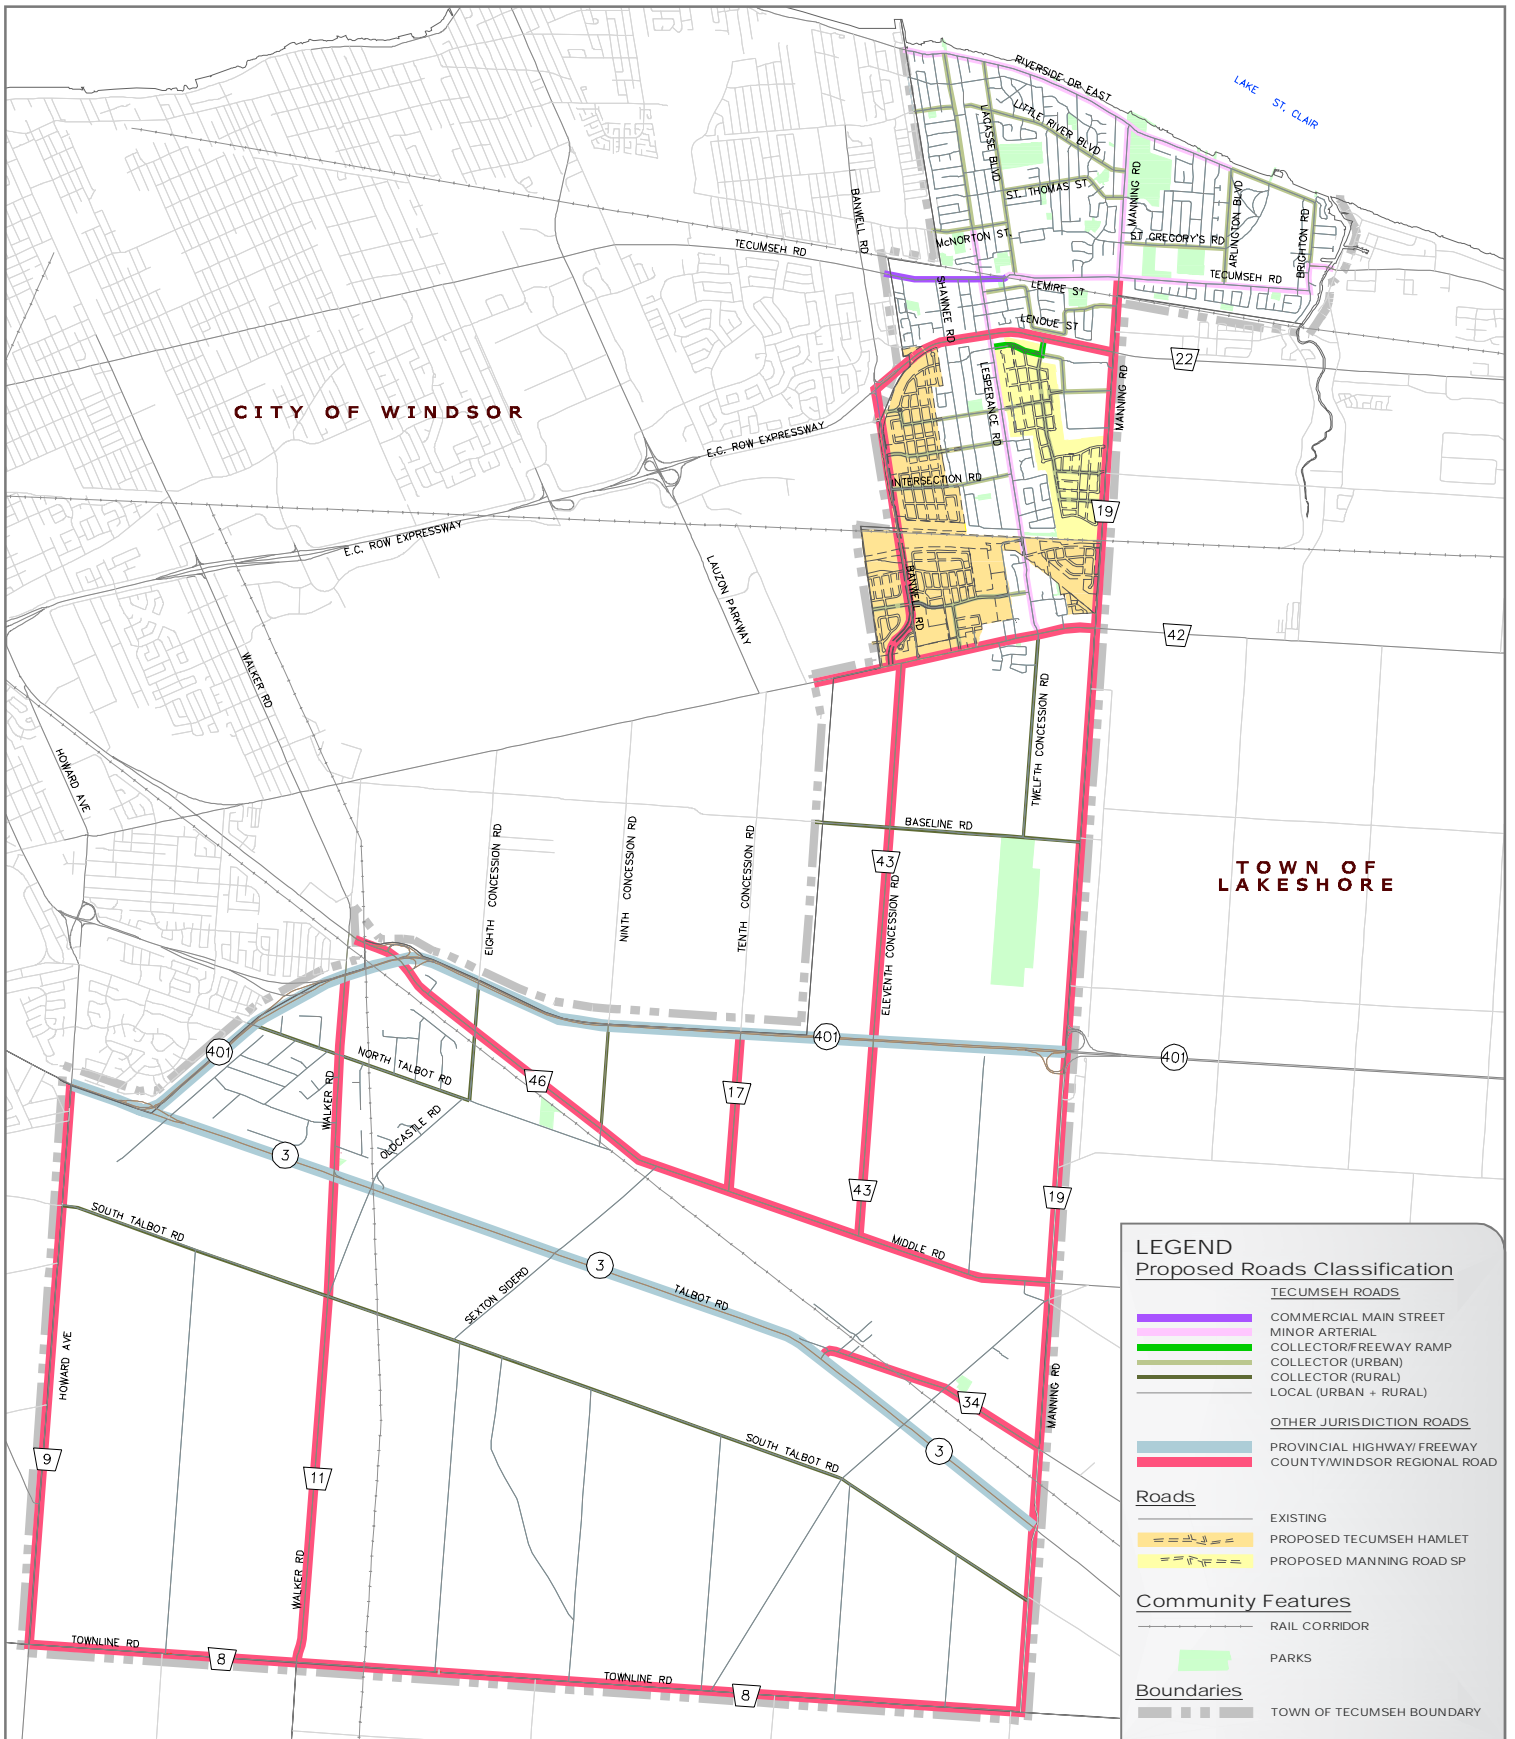 RIVERSIDE DR EAST
LAKE ST. CLAIR
LITTLE RIVER BLVD
LACASSE BLVD
MANNING RD
ST. THOMAS ST.
BANWELL RD
ARLINGTON BLVD
BRIGHTON RD
McNORTON ST.
ST GREGORY'S RD
TECUMSEH RD
TECUMSEH RD
SHAWNEE RD
LEMIRE ST
LENOUE ST
22
LESPERANCE RD
MANNING RD
CITY OF WINDSOR
E.C. ROW EXPRESSWAY
INTERSECTION RD
19
E.C. ROW EXPRESSWAY
LAUZON PARKWAY
BANWELL RD
42
WALKER RD
TWELFTH CONCESSION RD
HOWARD AVE
BASELINE RD
EIGHTH CONCESSION RD
NINTH CONCESSION RD
TENTH CONCESSION RD
43
TOWN OF
LAKESHORE
ELEVENTH CONCESSION RD
401
401
401
NORTH TALBOT RD
46
17
WALKER RD
OLDCASTLE RD
3
43
19
SOUTH TALBOT RD
MIDDLE RD
3
SEXTON SIDERD
TALBOT RD
HOWARD AVE
MANNING RD
34
SOUTH TALBOT RD
3
9
11
WALKER RD
TOWNLINE RD
8
TOWNLINE RD
8
LEGEND
Proposed Roads Classification
TECUMSEH ROADS
COMMERCIAL MAIN STREET
MINOR ARTERIAL
COLLECTOR/FREEWAY RAMP
COLLECTOR (URBAN)
COLLECTOR (RURAL)
LOCAL (URBAN + RURAL)
OTHER JURISDICTION ROADS
PROVINCIAL HIGHWAY/ FREEWAY
COUNTY/WINDSOR REGIONAL ROAD
Roads
EXISTING
PROPOSED TECUMSEH HAMLET
PROPOSED MANNING ROAD SP
Community Features
RAIL CORRIDOR
PARKS
Boundaries
TOWN OF TECUMSEH BOUNDARY